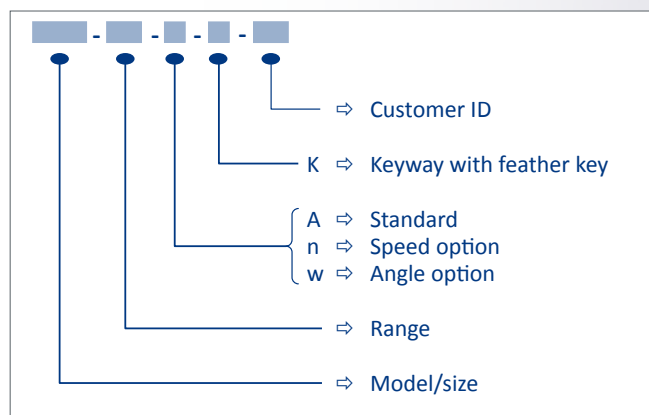 - - - -
⇨ Customer ID
K ⇨ Keyway with feather key
A ⇨ Standard
n ⇨ Speed option
w ⇨ Angle option
⇨ Range
⇨ Model/size